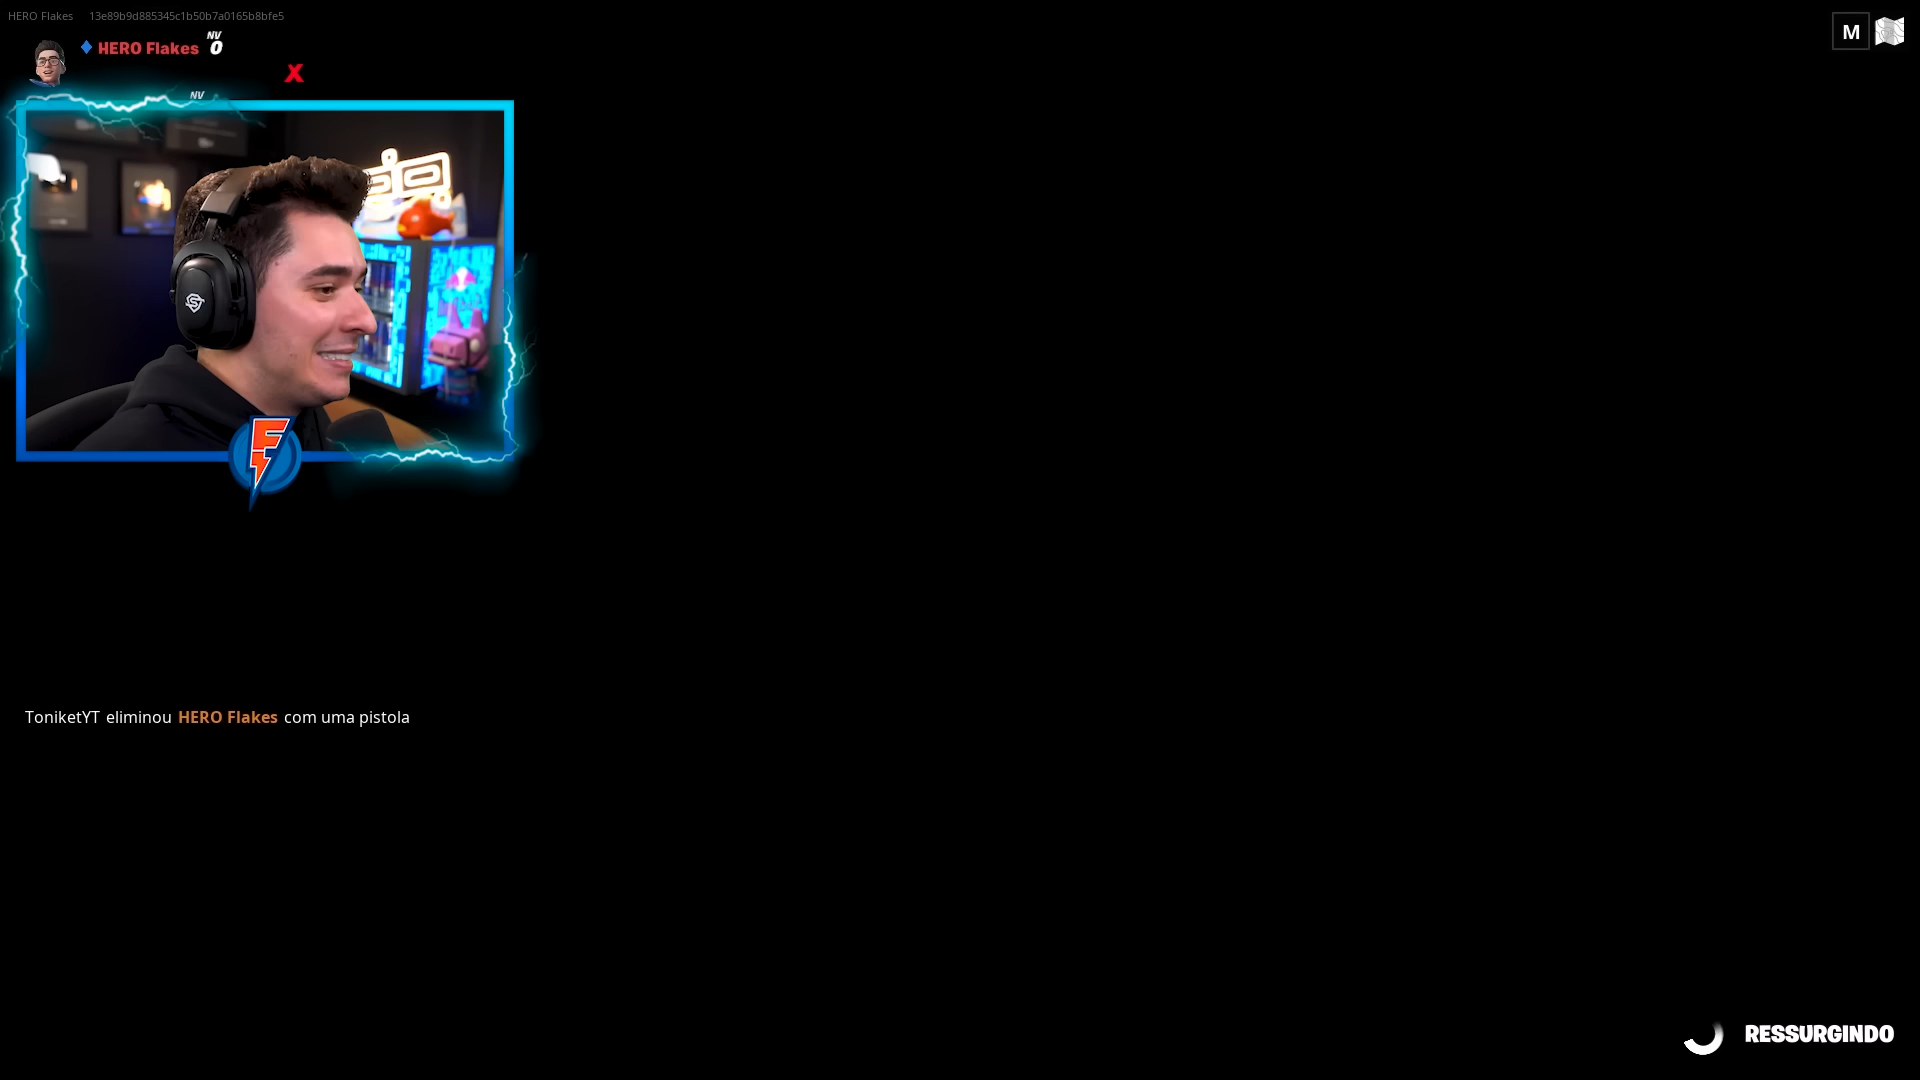 HERO Flakes 13e89b9d885345c1b50b7a0165b8bfe5
HERO Flakes NV 0
X
NV
M
ToniketYT eliminou HERO Flakes com uma pistola
RESSURGINDO